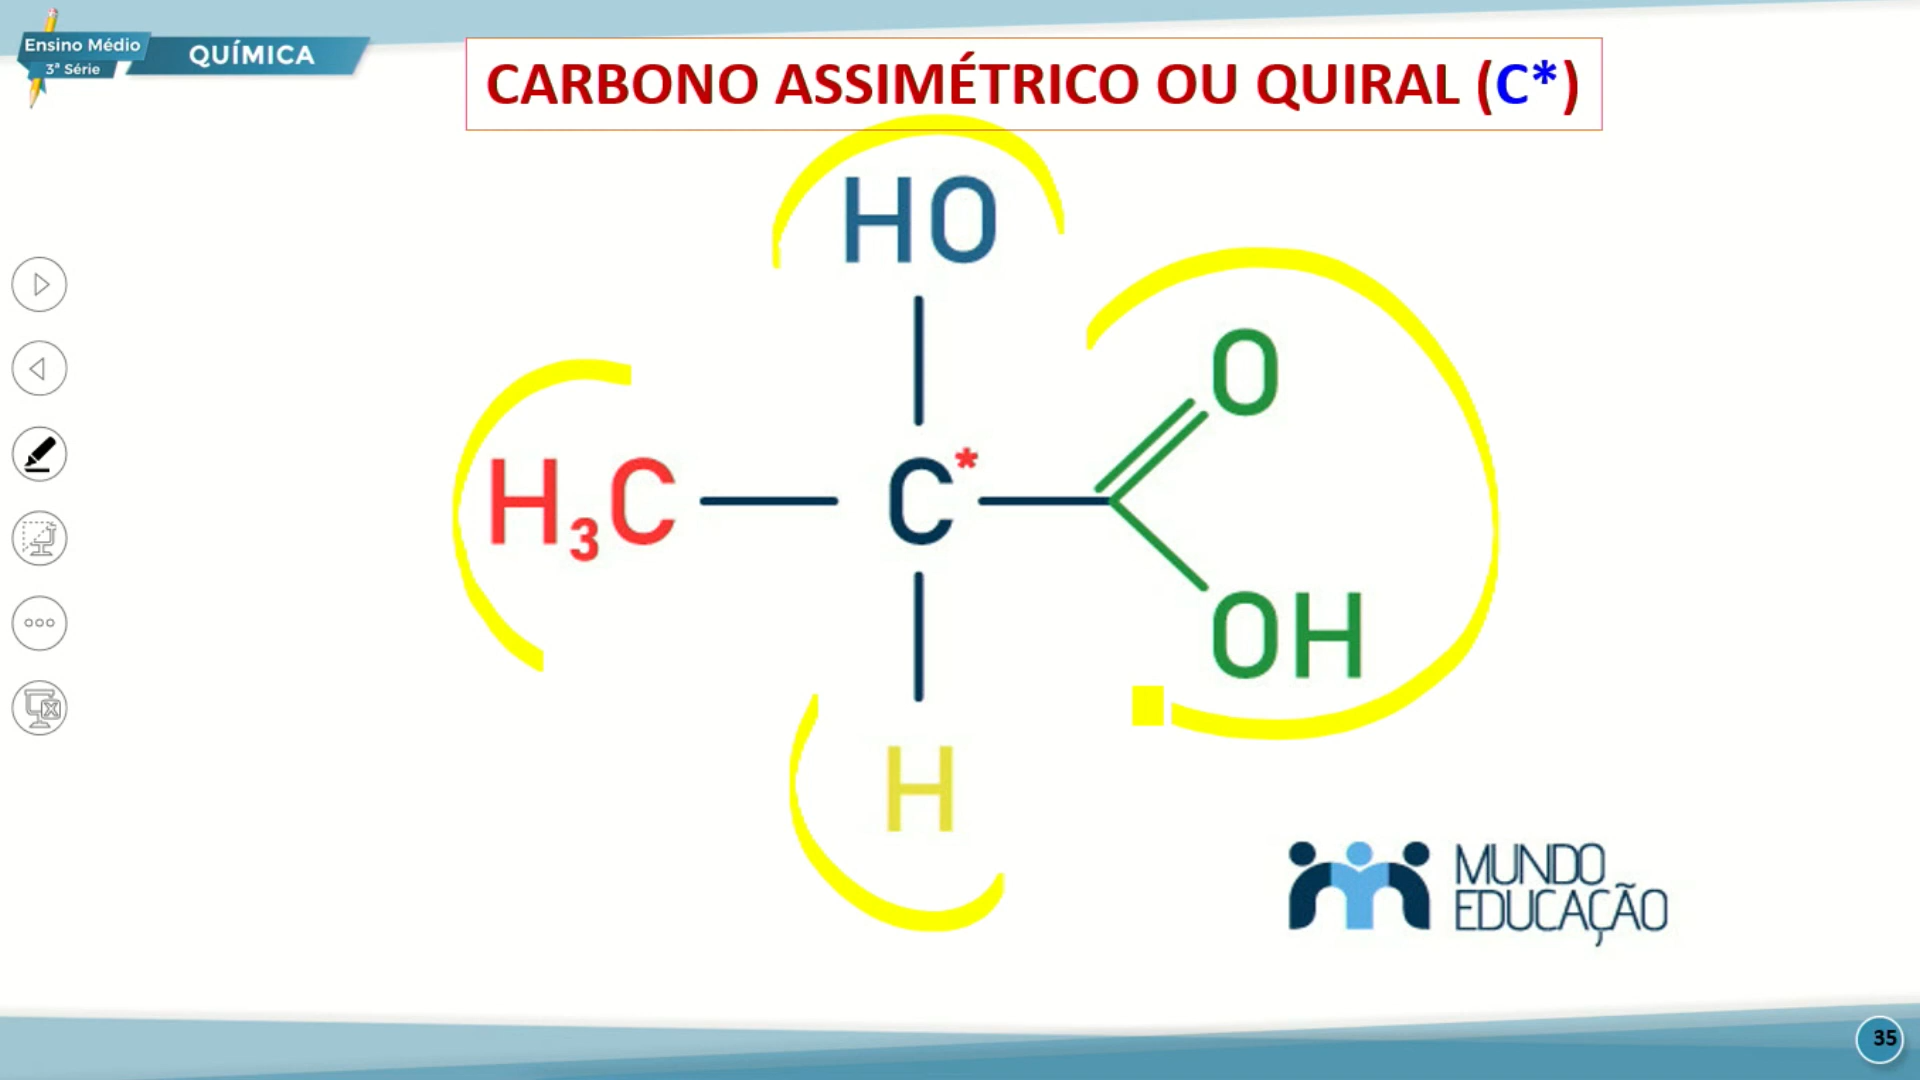 Ensino Médio
3ª Série
QUÍMICA
CARBONO ASSIMÉTRICO OU QUIRAL (C*)
HO
O
H₃C
C*
OH
H
MUNDO
EDUCAÇÃO
35